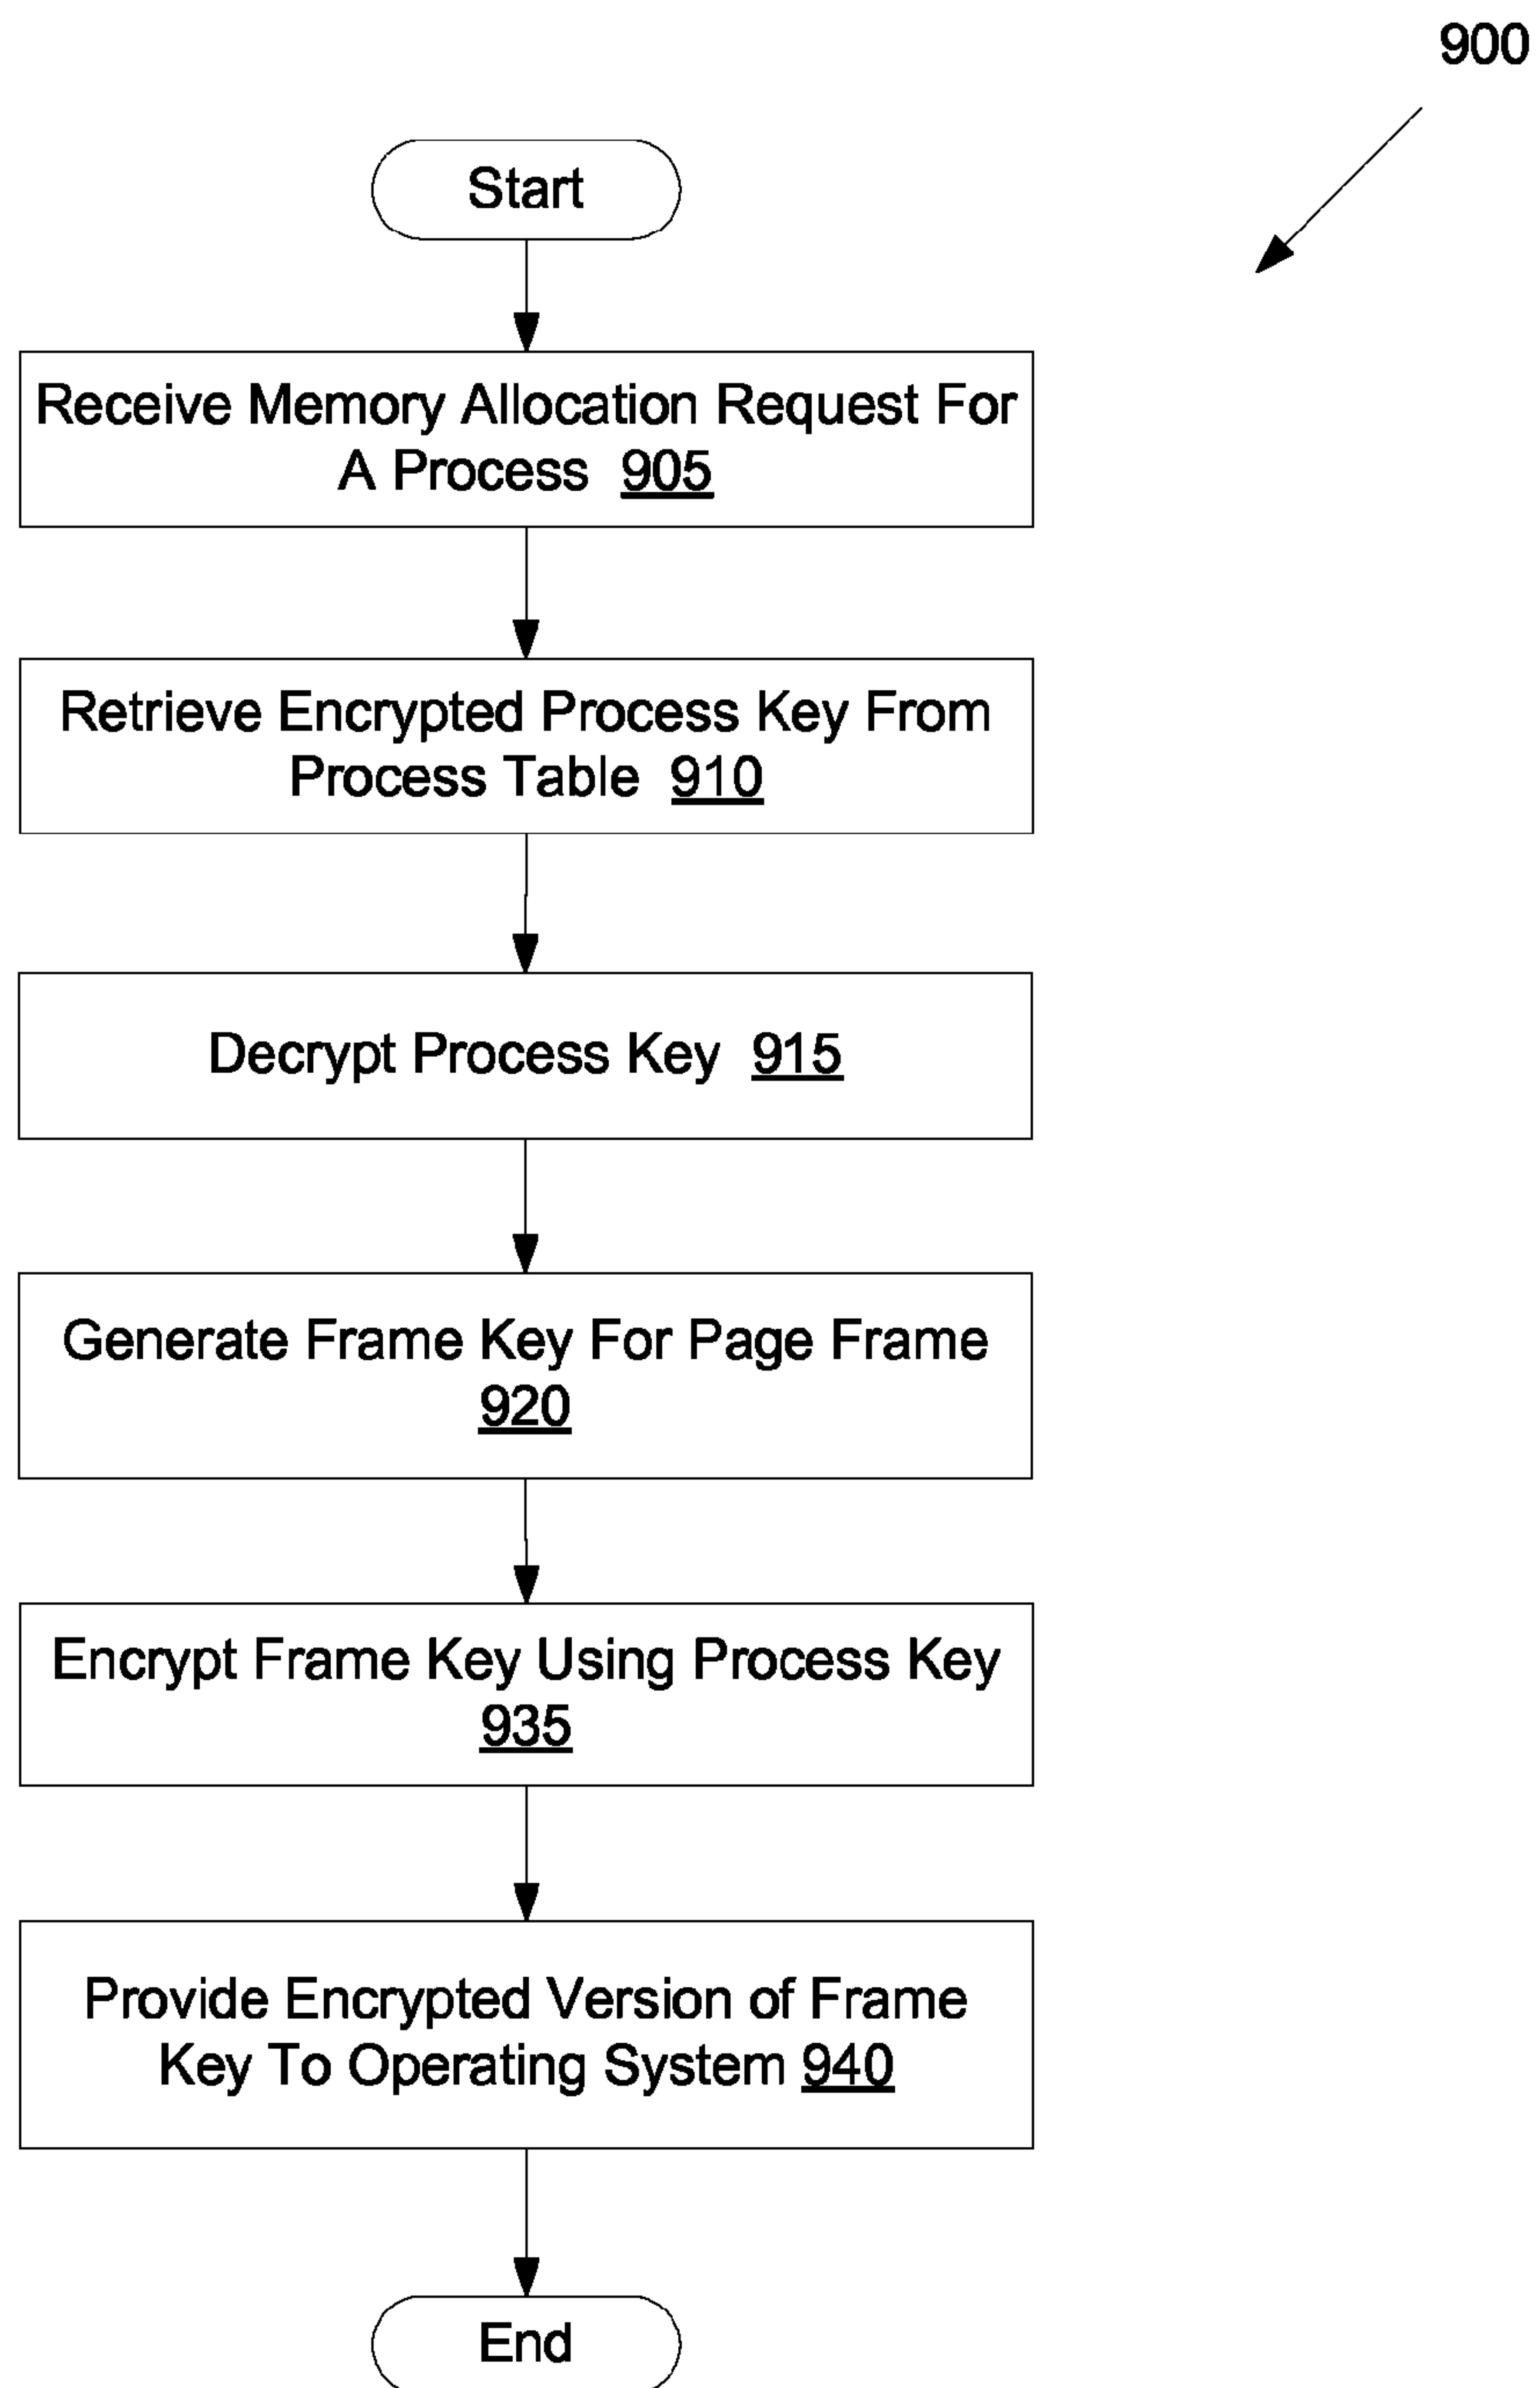 900
Start
Receive Memory Allocation Request For
A Process 905
Retrieve Encrypted Process Key From
Process Table 910
Decrypt Process Key 915
Generate Frame Key For Page Frame
920
Encrypt Frame Key Using Process Key
935
Provide Encrypted Version of Frame
Key To Operating System 940
End